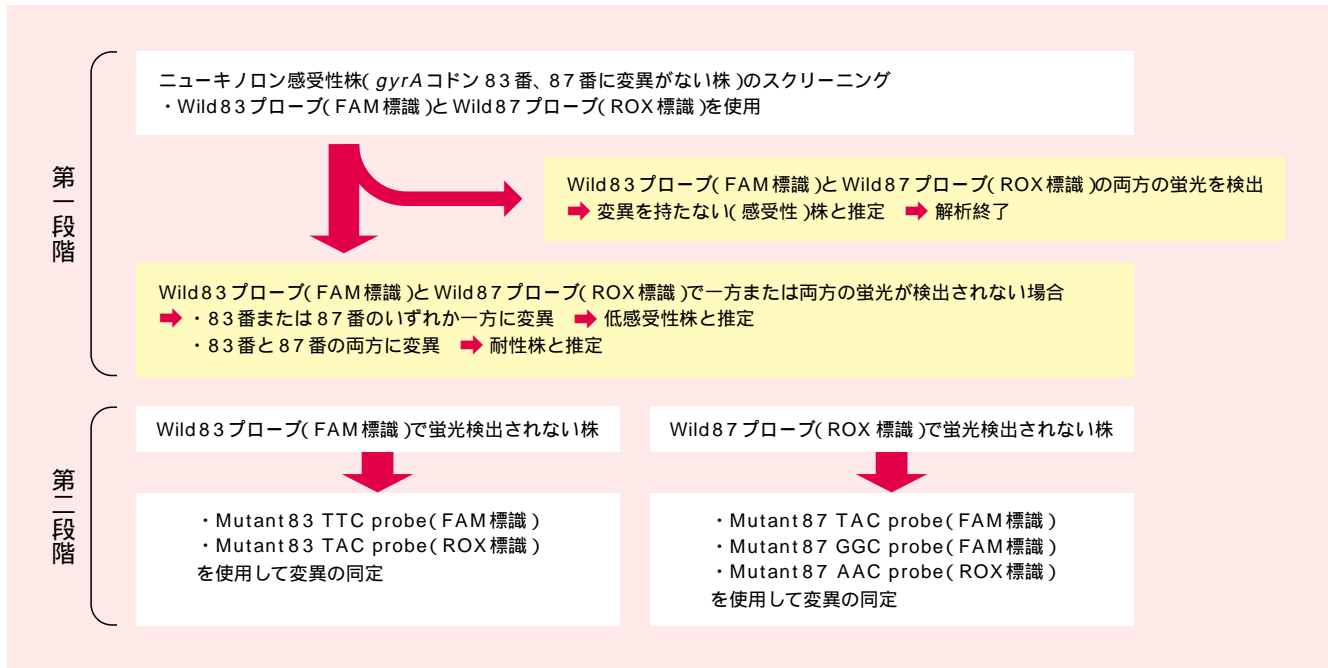 第一段階
ニューキノロン感受性株(gyrAコドン83番、87番に変異がない株)のスクリーニング
・Wild83プローブ(FAM標識)とWild87プローブ(ROX標識)を使用
Wild83プローブ(FAM標識)とWild87プローブ(ROX標識)の両方の蛍光を検出
➡ 変異を持たない(感受性)株と推定 ➡ 解析終了
Wild83プローブ(FAM標識)とWild87プローブ(ROX標識)で一方または両方の蛍光が検出されない場合
➡ ・83番または87番のいずれか一方に変異 ➡ 低感受性株と推定
・83番と87番の両方に変異 ➡ 耐性株と推定
第二段階
Wild83プローブ(FAM標識)で蛍光検出されない株
・Mutant83 TTC probe(FAM標識)
・Mutant83 TAC probe(ROX標識)
を使用して変異の同定
Wild87プローブ(ROX標識)で蛍光検出されない株
・Mutant87 TAC probe(FAM標識)
・Mutant87 GGC probe(FAM標識)
・Mutant87 AAC probe(ROX標識)
を使用して変異の同定